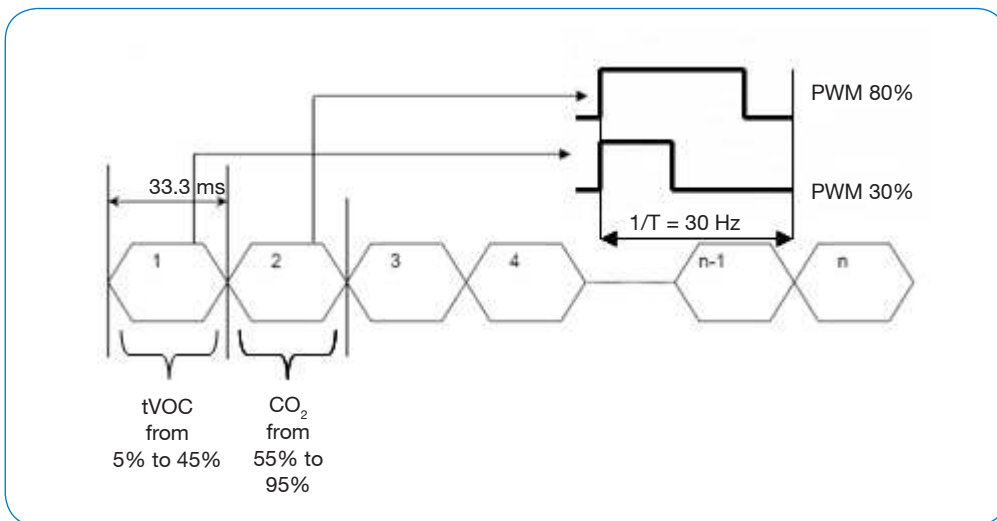 PWM 80%
33.3 ms
PWM 30%
1/T = 30 Hz
1
2
3
4
n-1
n
tVOC
from
5% to 45%
CO₂
from
55% to
95%